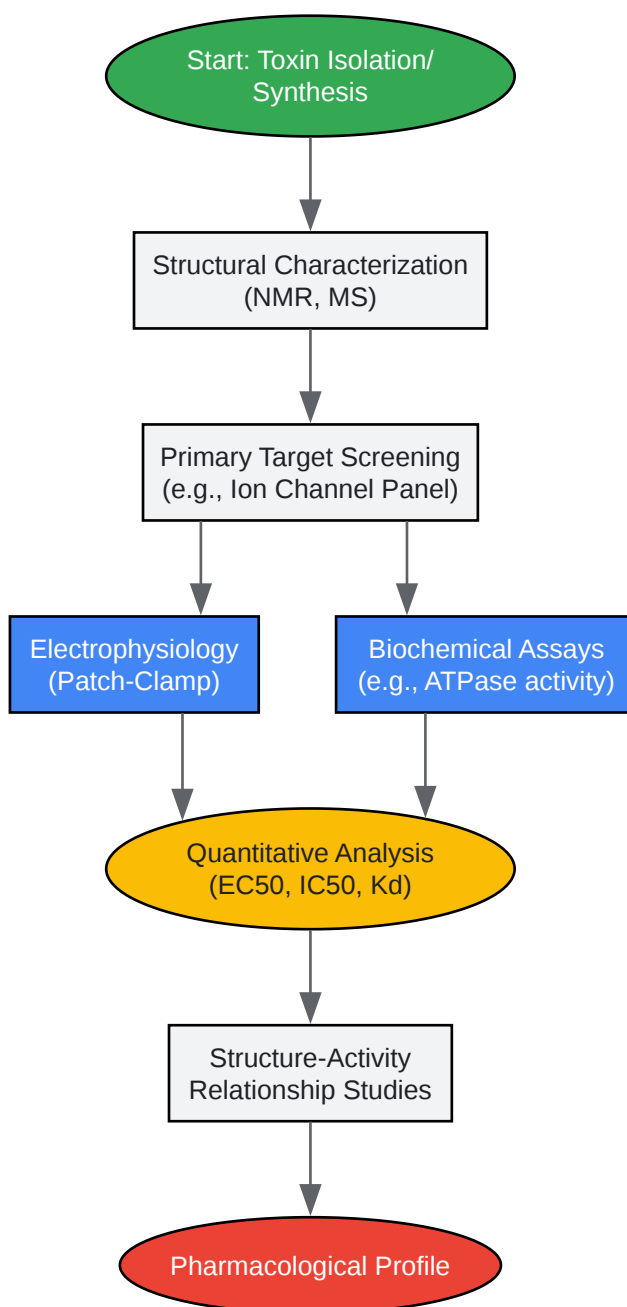 Start: Toxin Isolation/
Synthesis
Structural Characterization
(NMR, MS)
Primary Target Screening
(e.g., Ion Channel Panel)
Electrophysiology
(Patch-Clamp)
Biochemical Assays
(e.g., ATPase activity)
Quantitative Analysis
(EC50, IC50, Kd)
Structure-Activity
Relationship Studies
Pharmacological Profile